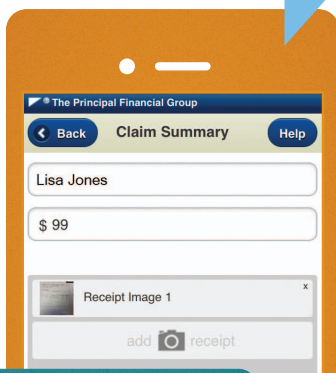 ® The Principal Financial Group
Back Claim Summary Help
Lisa Jones
$ 99
Receipt Image 1 x
add receipt